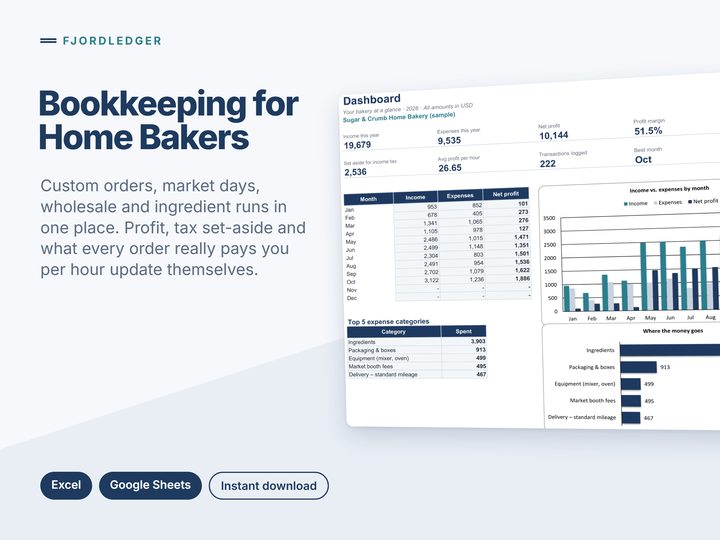 FJORDLEDGER
Bookkeeping for
Home Bakers
Custom orders, market days,
wholesale and ingredient runs in
one place. Profit, tax set-aside and
what every order really pays you
per hour update themselves.
Excel
Google Sheets
Instant download
Dashboard
Your bakery at a glance · 2026 · All amounts in USD
Sugar & Crumb Home Bakery (sample)
Income this year
Expenses this year
Net profit
Profit margin
19,679
9,535
10,144
51.5%
Set aside for income tax
Avg profit per hour
Transactions logged
Best month
2,536
26.65
222
Oct
Month Income Expenses Net profit
Jan 953 852 101
Feb 678 405 273
Mar 1,341 1,065 276
Apr 1,105 978 127
May 2,486 1,015 1,471
Jun 2,499 1,148 1,351
Jul 2,304 803 1,501
Aug 2,491 954 1,536
Sep 2,702 1,079 1,622
Oct 3,122 1,236 1,886
Nov - - -
Dec - - -
Top 5 expense categories
Category Spent
Ingredients 3,903
Packaging & boxes 913
Equipment (mixer, oven) 499
Market booth fees 495
Delivery – standard mileage 467
Income vs. expenses by month
Income Expenses Net profit
3500
3000
2500
2000
1500
1000
500
0
Jan Feb Mar Apr May Jun Jul Aug
Where the money goes
Ingredients
Packaging & boxes 913
Equipment (mixer, oven) 499
Market booth fees 495
Delivery – standard mileage 467